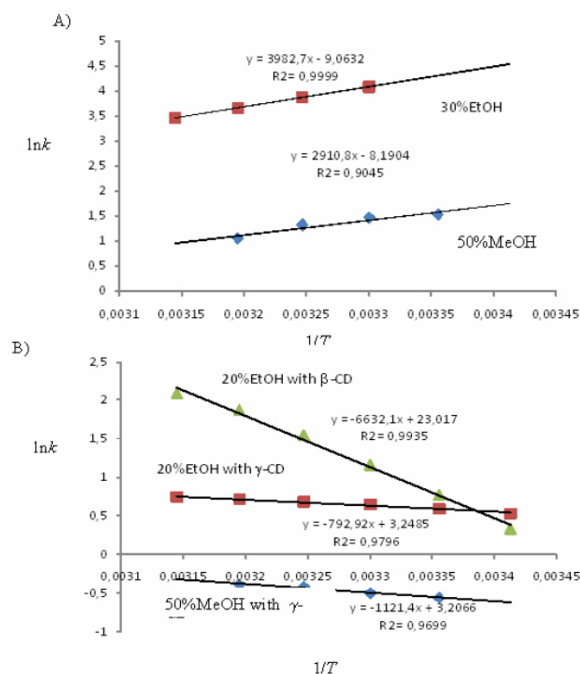 A)
5
4,5
4
3,5
3
2,5
2
1,5
1
0,5
0
lnk
y = 3982,7x - 9,0632
R2 = 0,9999
30%EtOH
y = 2910,8x - 8,1904
R2 = 0,9045
50%MeOH
0,0031 0,00315 0,0032 0,00325 0,0033 0,00335 0,0034 0,00345
1/T
B)
2,5
2
1,5
1
0,5
0
-0,5
-1
lnk
20%EtOH with β-CD
y = -6632,1x + 23,017
R2 = 0,9935
20%EtOH with γ-CD
y = -792,92x + 3,2485
R2 = 0,9796
0,0031 0,00315 0,0032 0,00325 0,0033 0,00335 0,0034 0,00345
50%MeOH with γ-
y = -1121,4x + 3,2066
R2 = 0,9699
1/T